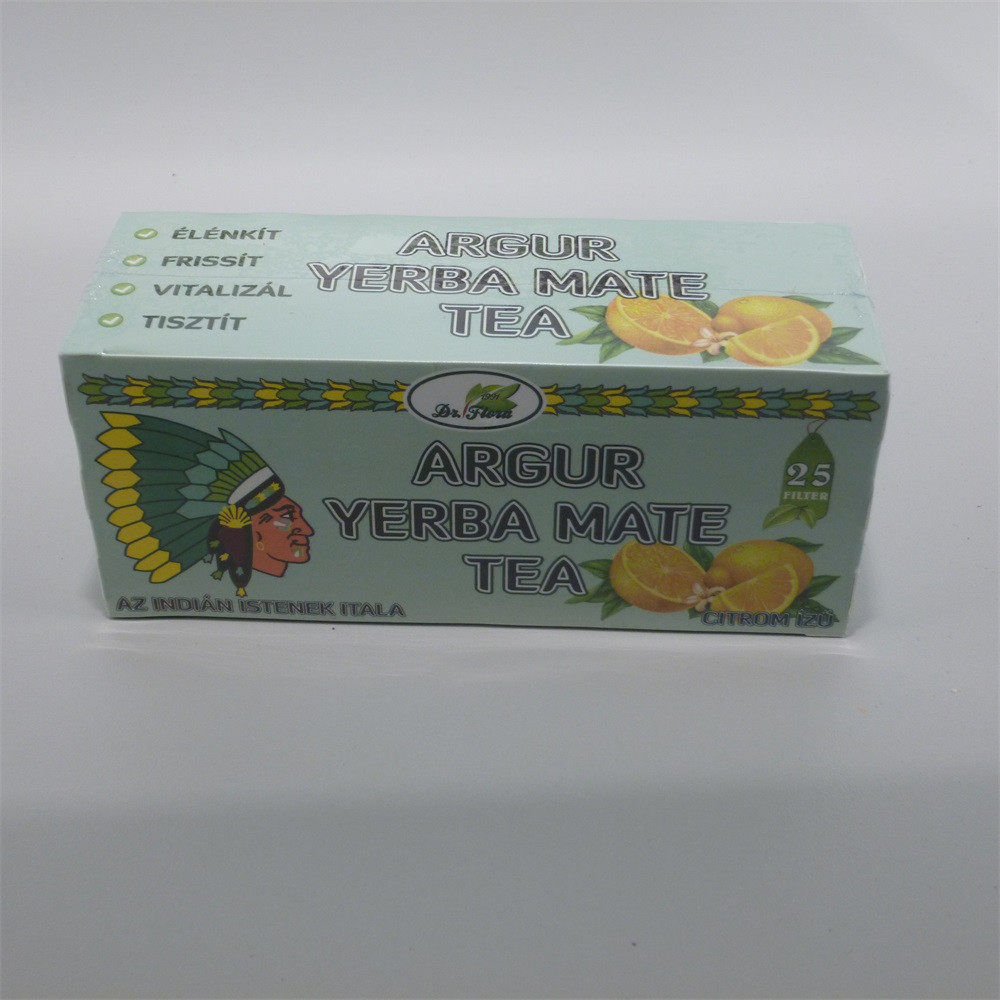 ÉLÉNKÍT
FRISSÍT
VITALIZÁL
TISZTÍT
ARGUR
YERBA MATE
TEA
1991
Dr. Flora
ARGUR
YERBA MATE
TEA
25
FILTER
AZ INDIÁN ISTENEK ITALA
CITROM ÍZŰ